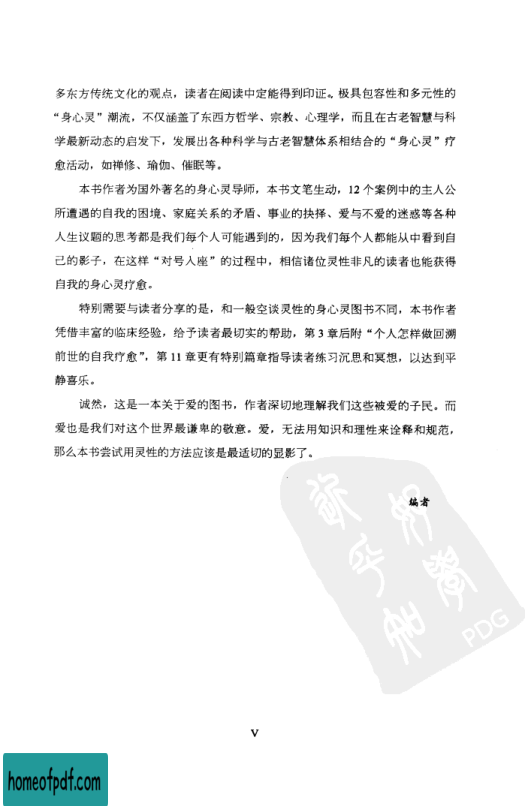 多东方传统文化的观点，读者在阅读中定能得到印证。极具包容性和多元性的
“身心灵”潮流，不仅涵盖了东西方哲学、宗教、心理学，而且在古老智慧与科
学最新动态的启发下，发展出各种科学与古老智慧体系相结合的“身心灵”疗
愈活动，如禅修、瑜伽、催眠等。
本书作者为国外著名的身心灵导师，本书文笔生动，12 个案例中的主人公
所遭遇的自我的困境、家庭关系的矛盾、事业的抉择、爱与不爱的迷惑等各种
人生议题的思考都是我们每个人可能遇到的，因为我们每个人都能从中看到自
己的影子，在这样“对号人座”的过程中，相信诸位灵性非凡的读者也能获得
自我的身心灵疗愈。
特别需要与读者分享的是，和一般空谈灵性的身心灵图书不同，本书作者
凭借丰富的临床经验，给予读者最切实的帮助，第 3 章后附“个人怎样做回溯
前世的自我疗愈”，第 11 章更有特别篇章指导读者练习沉思和冥想，以达到平
静喜乐。
诚然，这是一本关于爱的图书，作者深切地理解我们这些被爱的子民。而
爱也是我们对这个世界最谦卑的敬意。爱，无法用知识和理性来诠释和规范，
那么本书尝试用灵性的方法应该是最适切的显影了。
编者
PDG
V
homeofpdf.com